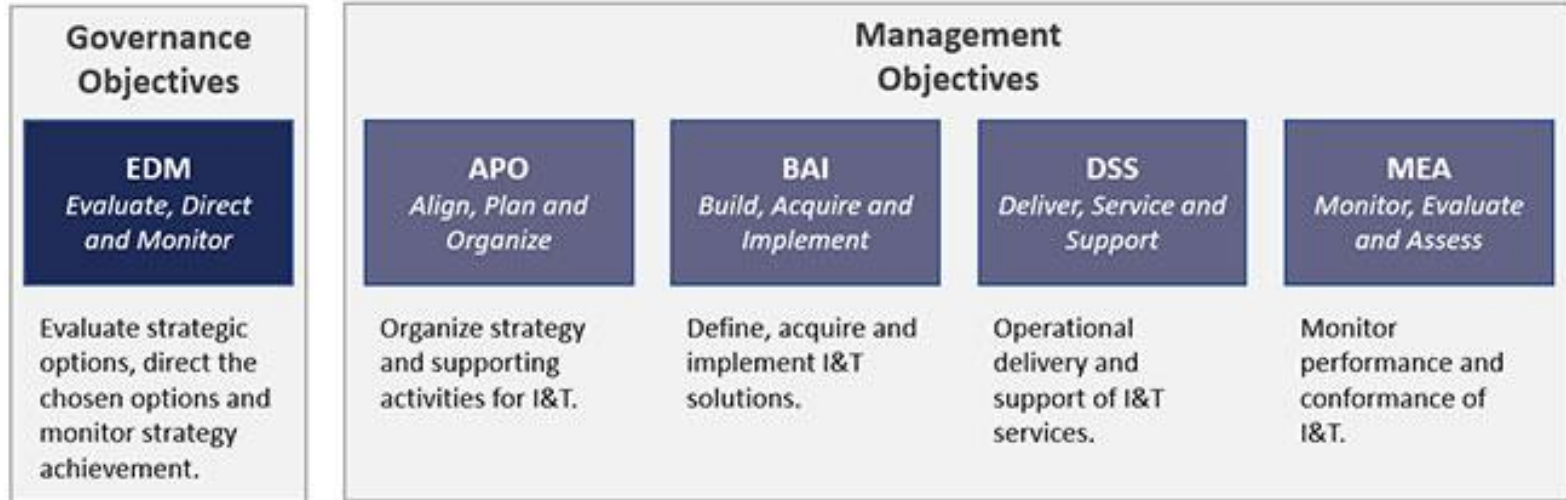 Governance
Objectives
EDM
Evaluate, Direct
and Monitor
Evaluate strategic
options, direct the
chosen options and
monitor strategy
achievement.
Management
Objectives
APO
Align, Plan and
Organize
Organize strategy
and supporting
activities for I&T.
BAI
Build, Acquire and
Implement
Define, acquire and
implement I&T
solutions.
DSS
Deliver, Service and
Support
Operational
delivery and
support of I&T
services.
MEA
Monitor, Evaluate
and Assess
Monitor
performance and
conformance of
I&T.